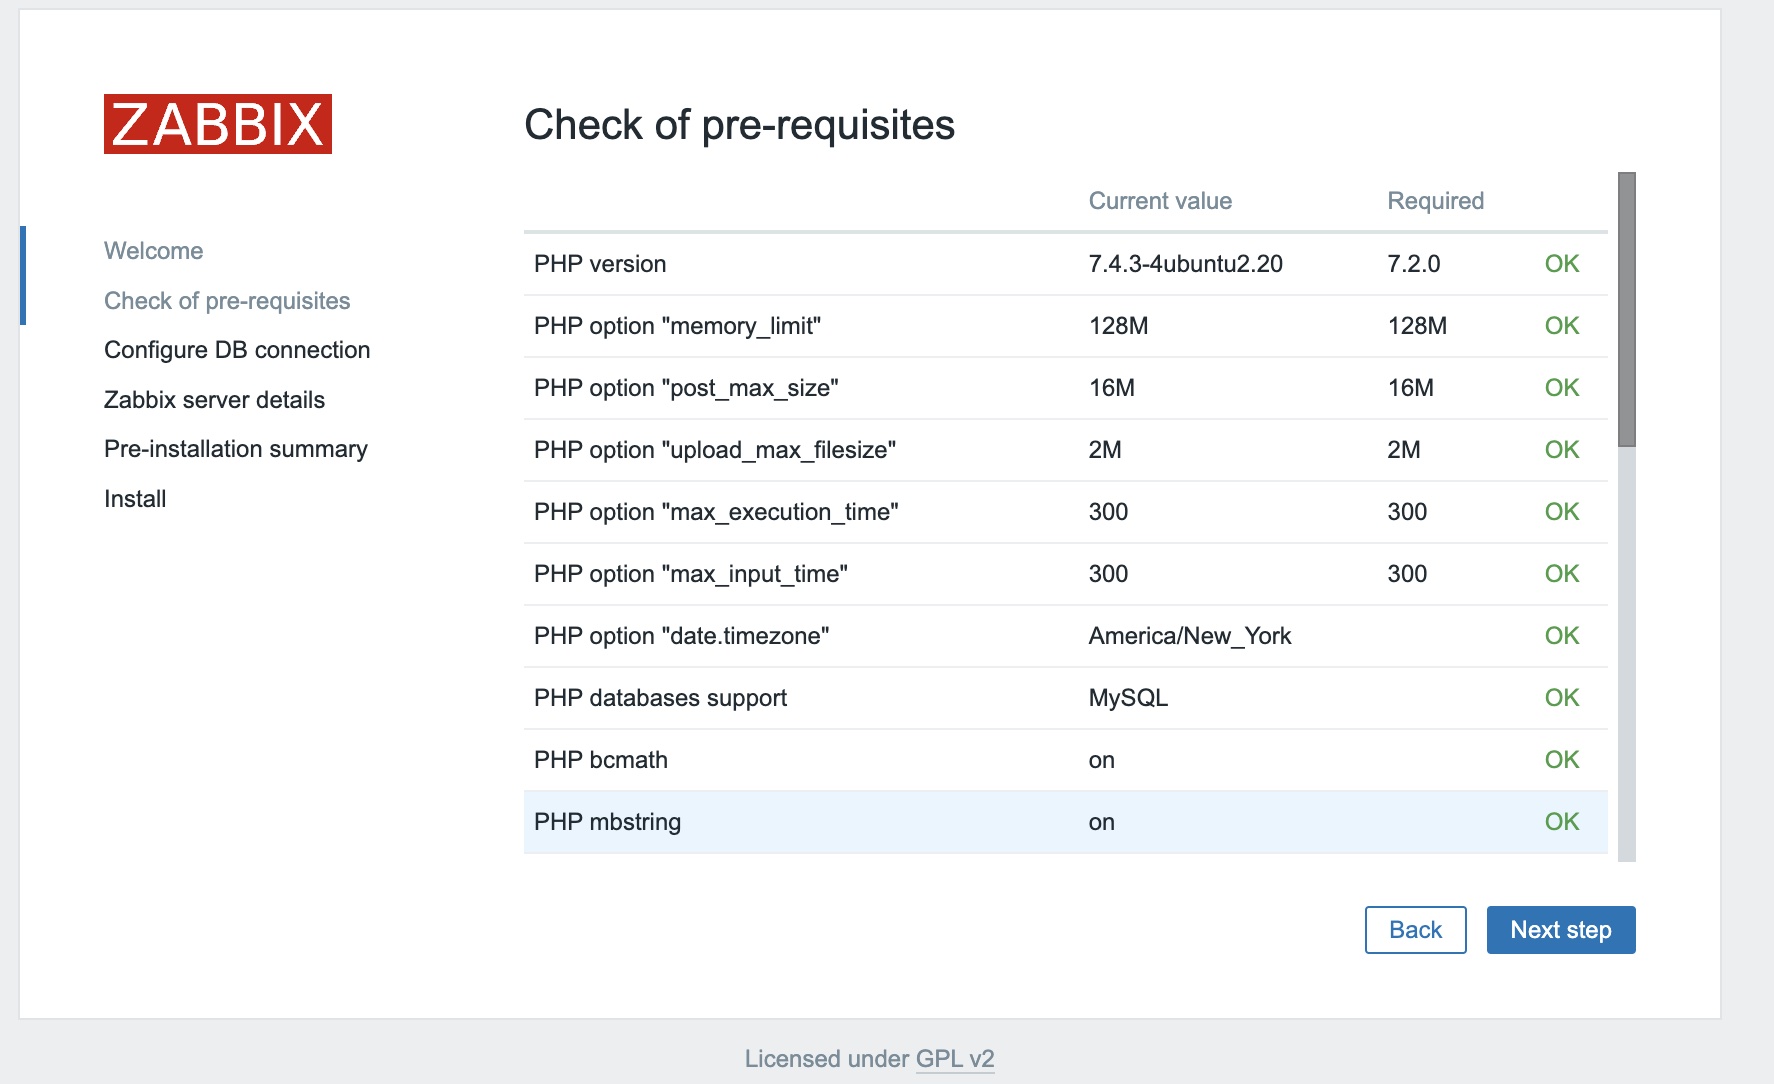 ZABBIX
Welcome
Check of pre-requisites
Configure DB connection
Zabbix server details
Pre-installation summary
Install
Check of pre-requisites
Current value Required
PHP version 7.4.3-4ubuntu2.20 7.2.0 OK
PHP option "memory_limit" 128M 128M OK
PHP option "post_max_size" 16M 16M OK
PHP option "upload_max_filesize" 2M 2M OK
PHP option "max_execution_time" 300 300 OK
PHP option "max_input_time" 300 300 OK
PHP option "date.timezone" America/New_York OK
PHP databases support MySQL OK
PHP bcmath on OK
PHP mbstring on OK
Back Next step
Licensed under GPL v2